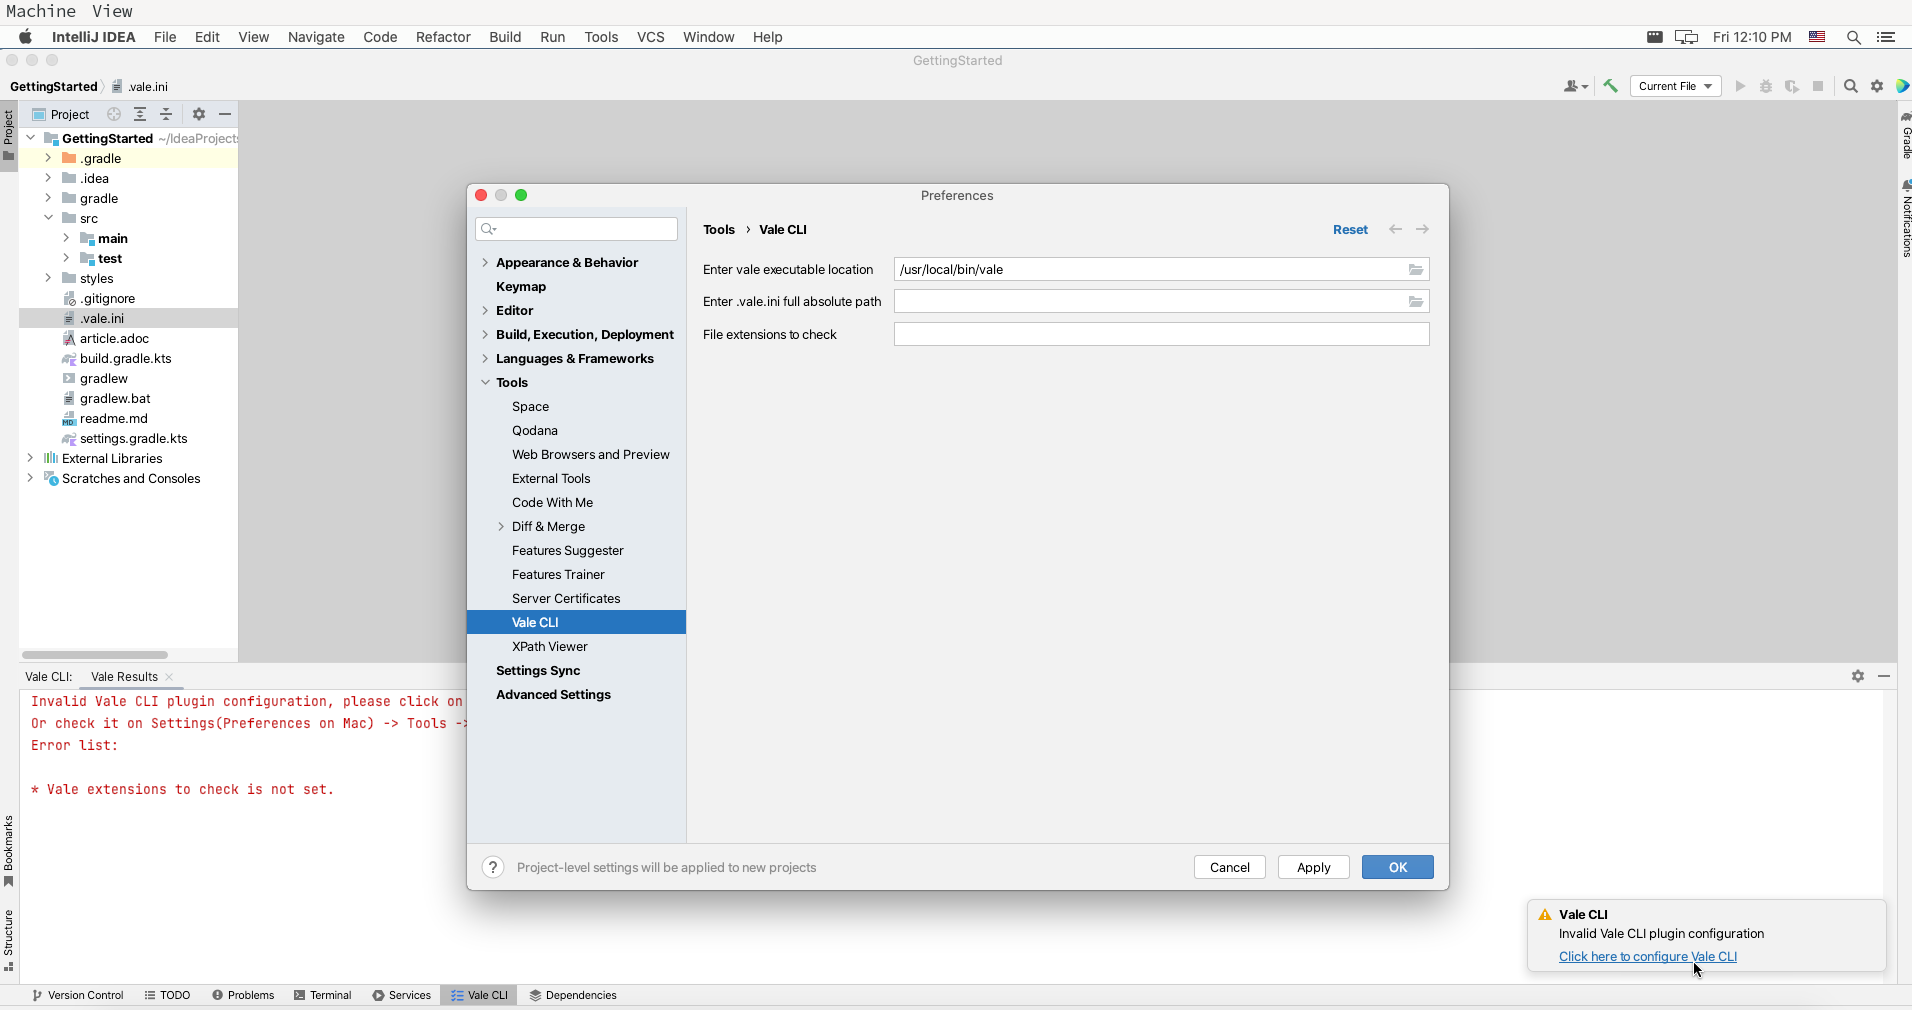 Machine View
IntelliJ IDEA File Edit View Navigate Code Refactor Build Run Tools VCS Window Help Fri 12:10 PM
GettingStarted
GettingStarted .vale.ini Current File
Project
Project
GettingStarted ~/IdeaProjects
.gradle
.idea
gradle
src
main
test
styles
.gitignore
.vale.ini
article.adoc
build.gradle.kts
gradlew
gradlew.bat
readme.md
settings.gradle.kts
External Libraries
Scratches and Consoles
Gradle
Notifications
Preferences
Appearance & Behavior
Keymap
Editor
Build, Execution, Deployment
Languages & Frameworks
Tools
Space
Qodana
Web Browsers and Preview
External Tools
Code With Me
Diff & Merge
Features Suggester
Features Trainer
Server Certificates
Vale CLI
XPath Viewer
Settings Sync
Advanced Settings
Tools › Vale CLI Reset
Enter vale executable location /usr/local/bin/vale
Enter .vale.ini full absolute path
File extensions to check
? Project-level settings will be applied to new projects Cancel Apply OK
Vale CLI: Vale Results
Invalid Vale CLI plugin configuration, please click on
Or check it on Settings(Preferences on Mac) -> Tools ->
Error list:
* Vale extensions to check is not set.
Bookmarks
Structure
Vale CLI
Invalid Vale CLI plugin configuration
Click here to configure Vale CLI
Version Control TODO Problems Terminal Services Vale CLI Dependencies